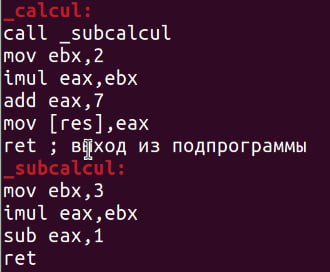 _calcul:
call _subcalcul
mov ebx,2
imul eax,ebx
add eax,7
mov [res],eax
ret ; выход из подпрограммы
_subcalcul:
mov ebx,3
imul eax,ebx
sub eax,1
ret